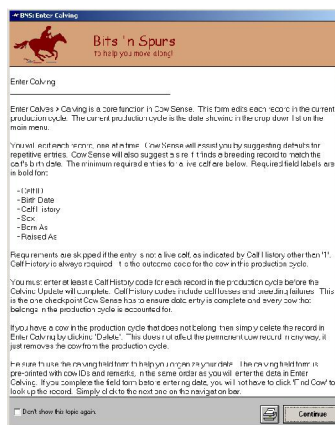 BNS: Enter Calving
Bits 'n Spurs
to help you move along!
Enter Calving
Enter Calves > Calving is a core function in Cow Sense. This form edits each record in the current
production cycle. The current production cycle is the date showing in the drop down list on the
main menu.
You will edit each record, one at a time. Cow Sense will assist you by suggesting defaults for
repetitive entries. Cow Sense will also suggest a sire if it finds a breeding record to match the
calf's birth date. The minimum required entries for a live calf are below. Required field labels are
in bold font:
- Calf ID
- Birth Date
- Calf History
- Sex
- Born As
- Raised As
Requirements are skipped if the entry is not a live calf, as indicated by Calf History other than '1'.
Calf History is always required. It is the outcome code for the cow in this production cycle.
You must enter at least a Calf History code for each record in the production cycle before the
Calving Update will complete. Calf History codes include calf losses and breeding failures. This
is the one checkpoint Cow Sense has to ensure data entry is complete and every cow that
belongs in the production cycle is accounted for.
If you have a cow in the production cycle that does not belong, then simply delete the record in
Enter Calving by clicking 'Delete'. This does not affect the permanent cow record in any way, it
just removes the cow from the production cycle.
Be sure to use the calving field form to help you organize your data. The calving field form is
pre-printed with cow IDs and remarks, in the same order as you will enter the data in Enter
Calving. If you complete the field form before entering data, you will not have to click 'Find Cow' to
look up the record. Simply click to the next one on the navigation bar.
Don't show this topic again.
Continue